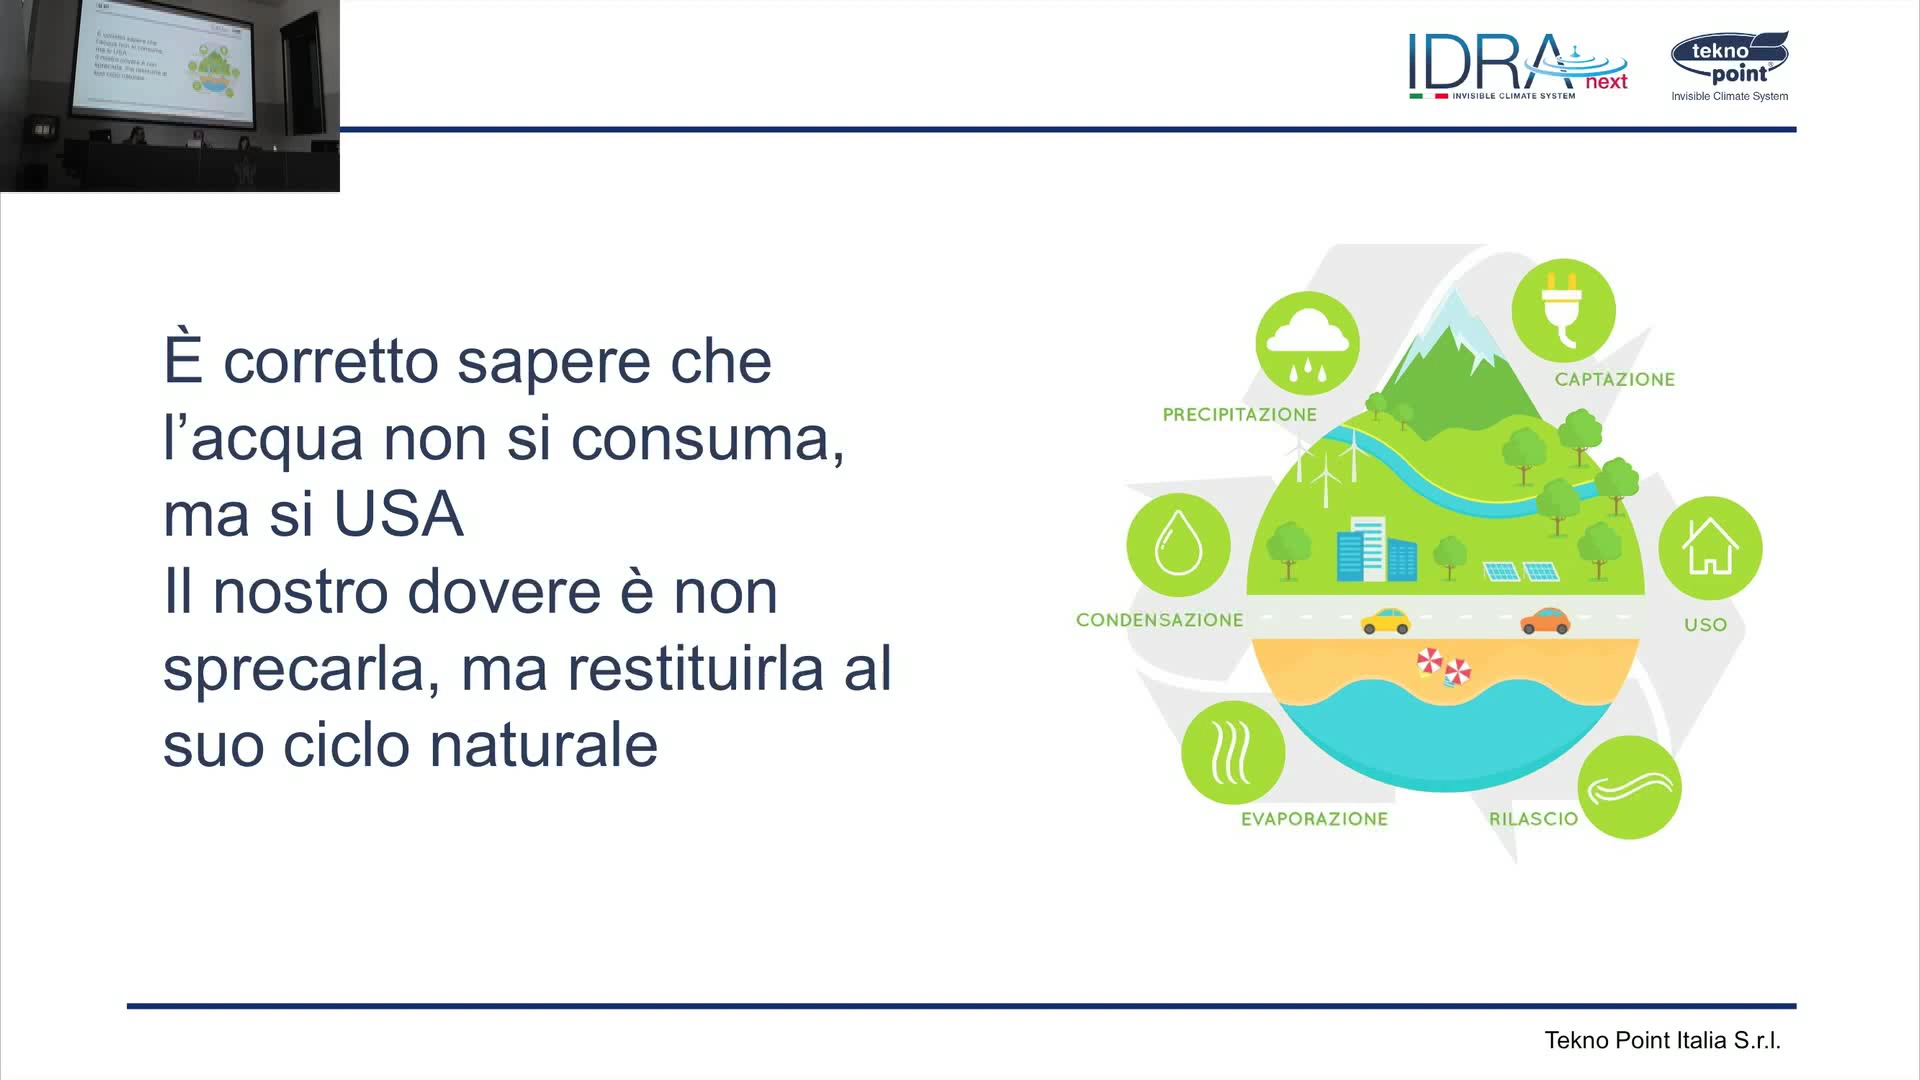 IDRA
next
INVISIBLE CLIMATE SYSTEM
tekno
point
Invisible Climate System
È corretto sapere che
l’acqua non si consuma,
ma si USA
Il nostro dovere è non
sprecarla, ma restituirla al
suo ciclo naturale
CAPTAZIONE
PRECIPITAZIONE
CONDENSAZIONE
USO
EVAPORAZIONE
RILASCIO
Tekno Point Italia S.r.l.